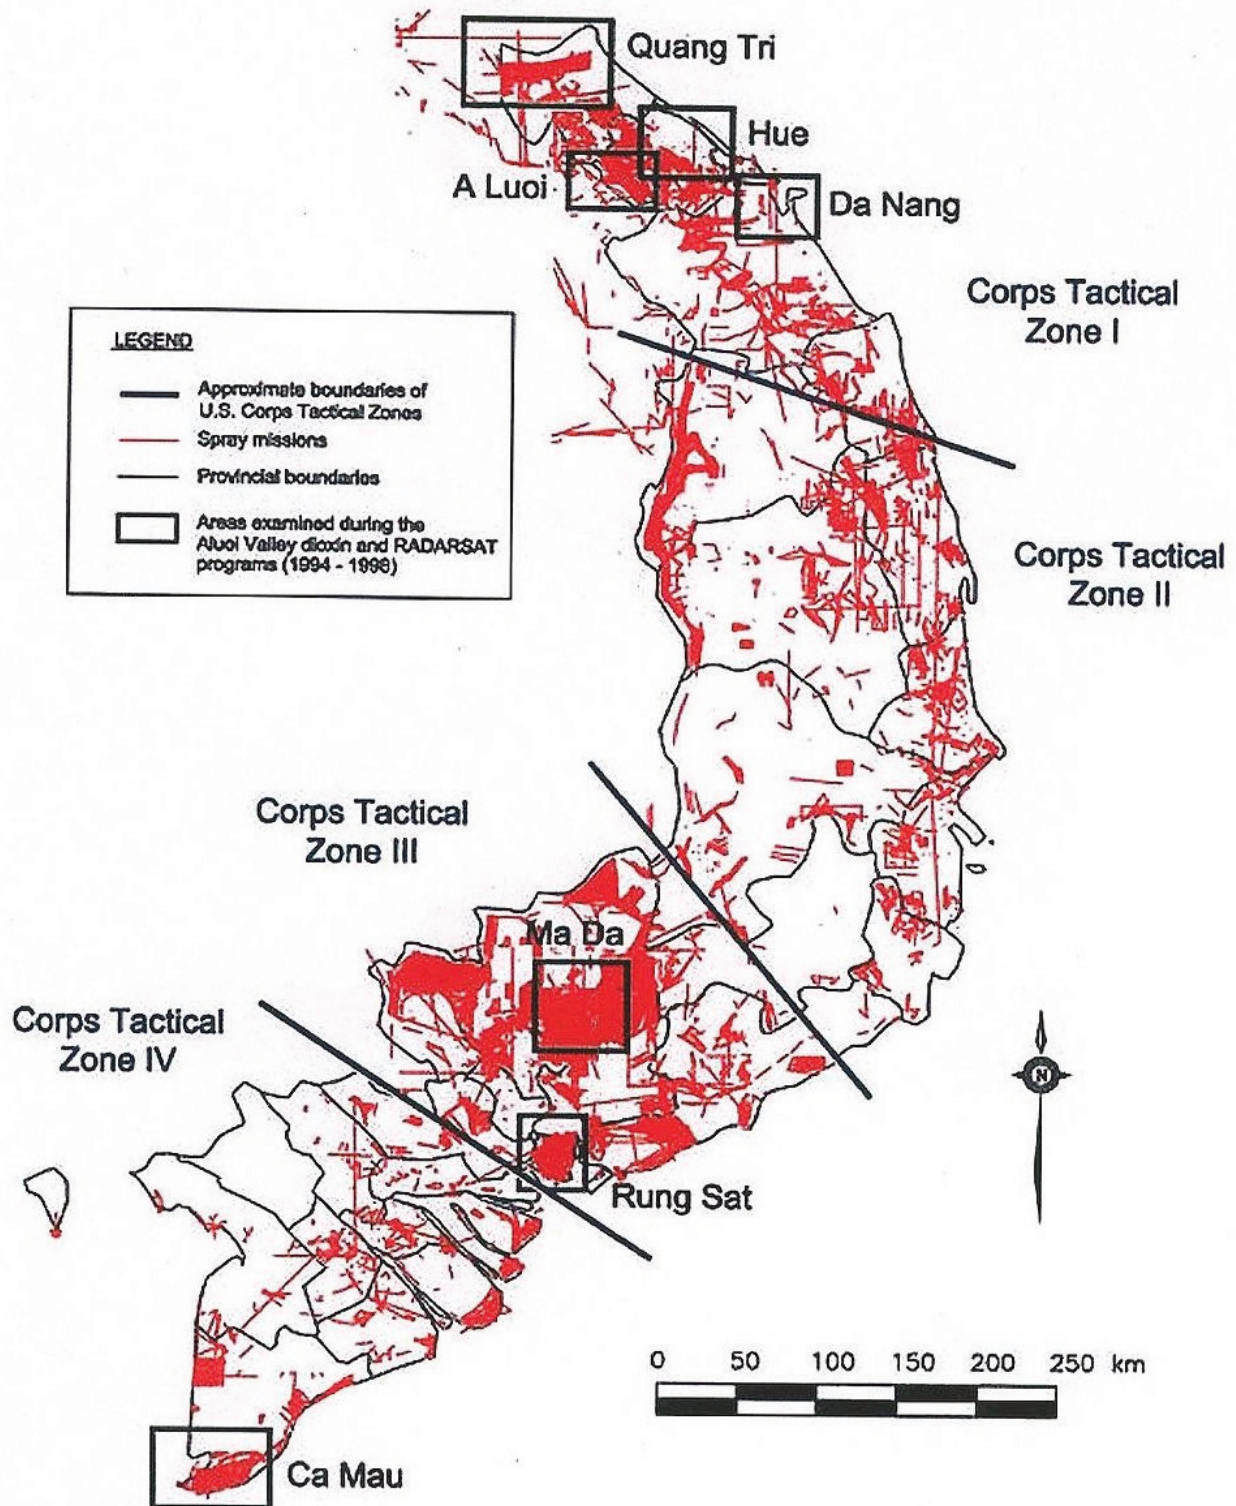 Quang Tri
Hue
A Luoi
Da Nang
Corps Tactical
Zone I
LEGEND
Approximate boundaries of
U.S. Corps Tactical Zones
Spray missions
Provincial boundaries
Areas examined during the
Aluoi Valley dioxin and RADARSAT
programs (1994 - 1998)
Corps Tactical
Zone II
Corps Tactical
Zone III
Ma Da
Corps Tactical
Zone IV
N
Rung Sat
0 50 100 150 200 250 km
Ca Mau